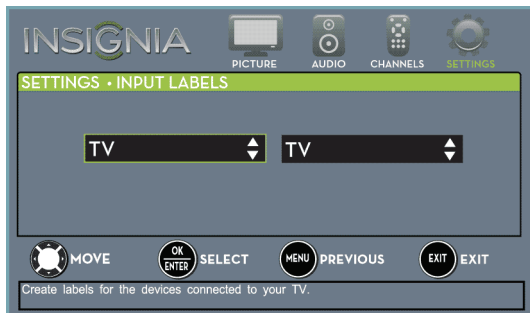 INSIGNIA
PICTURE AUDIO CHANNELS SETTINGS
SETTINGS • INPUT LABELS
TV TV
MOVE OK ENTER SELECT MENU PREVIOUS EXIT EXIT
Create labels for the devices connected to your TV.